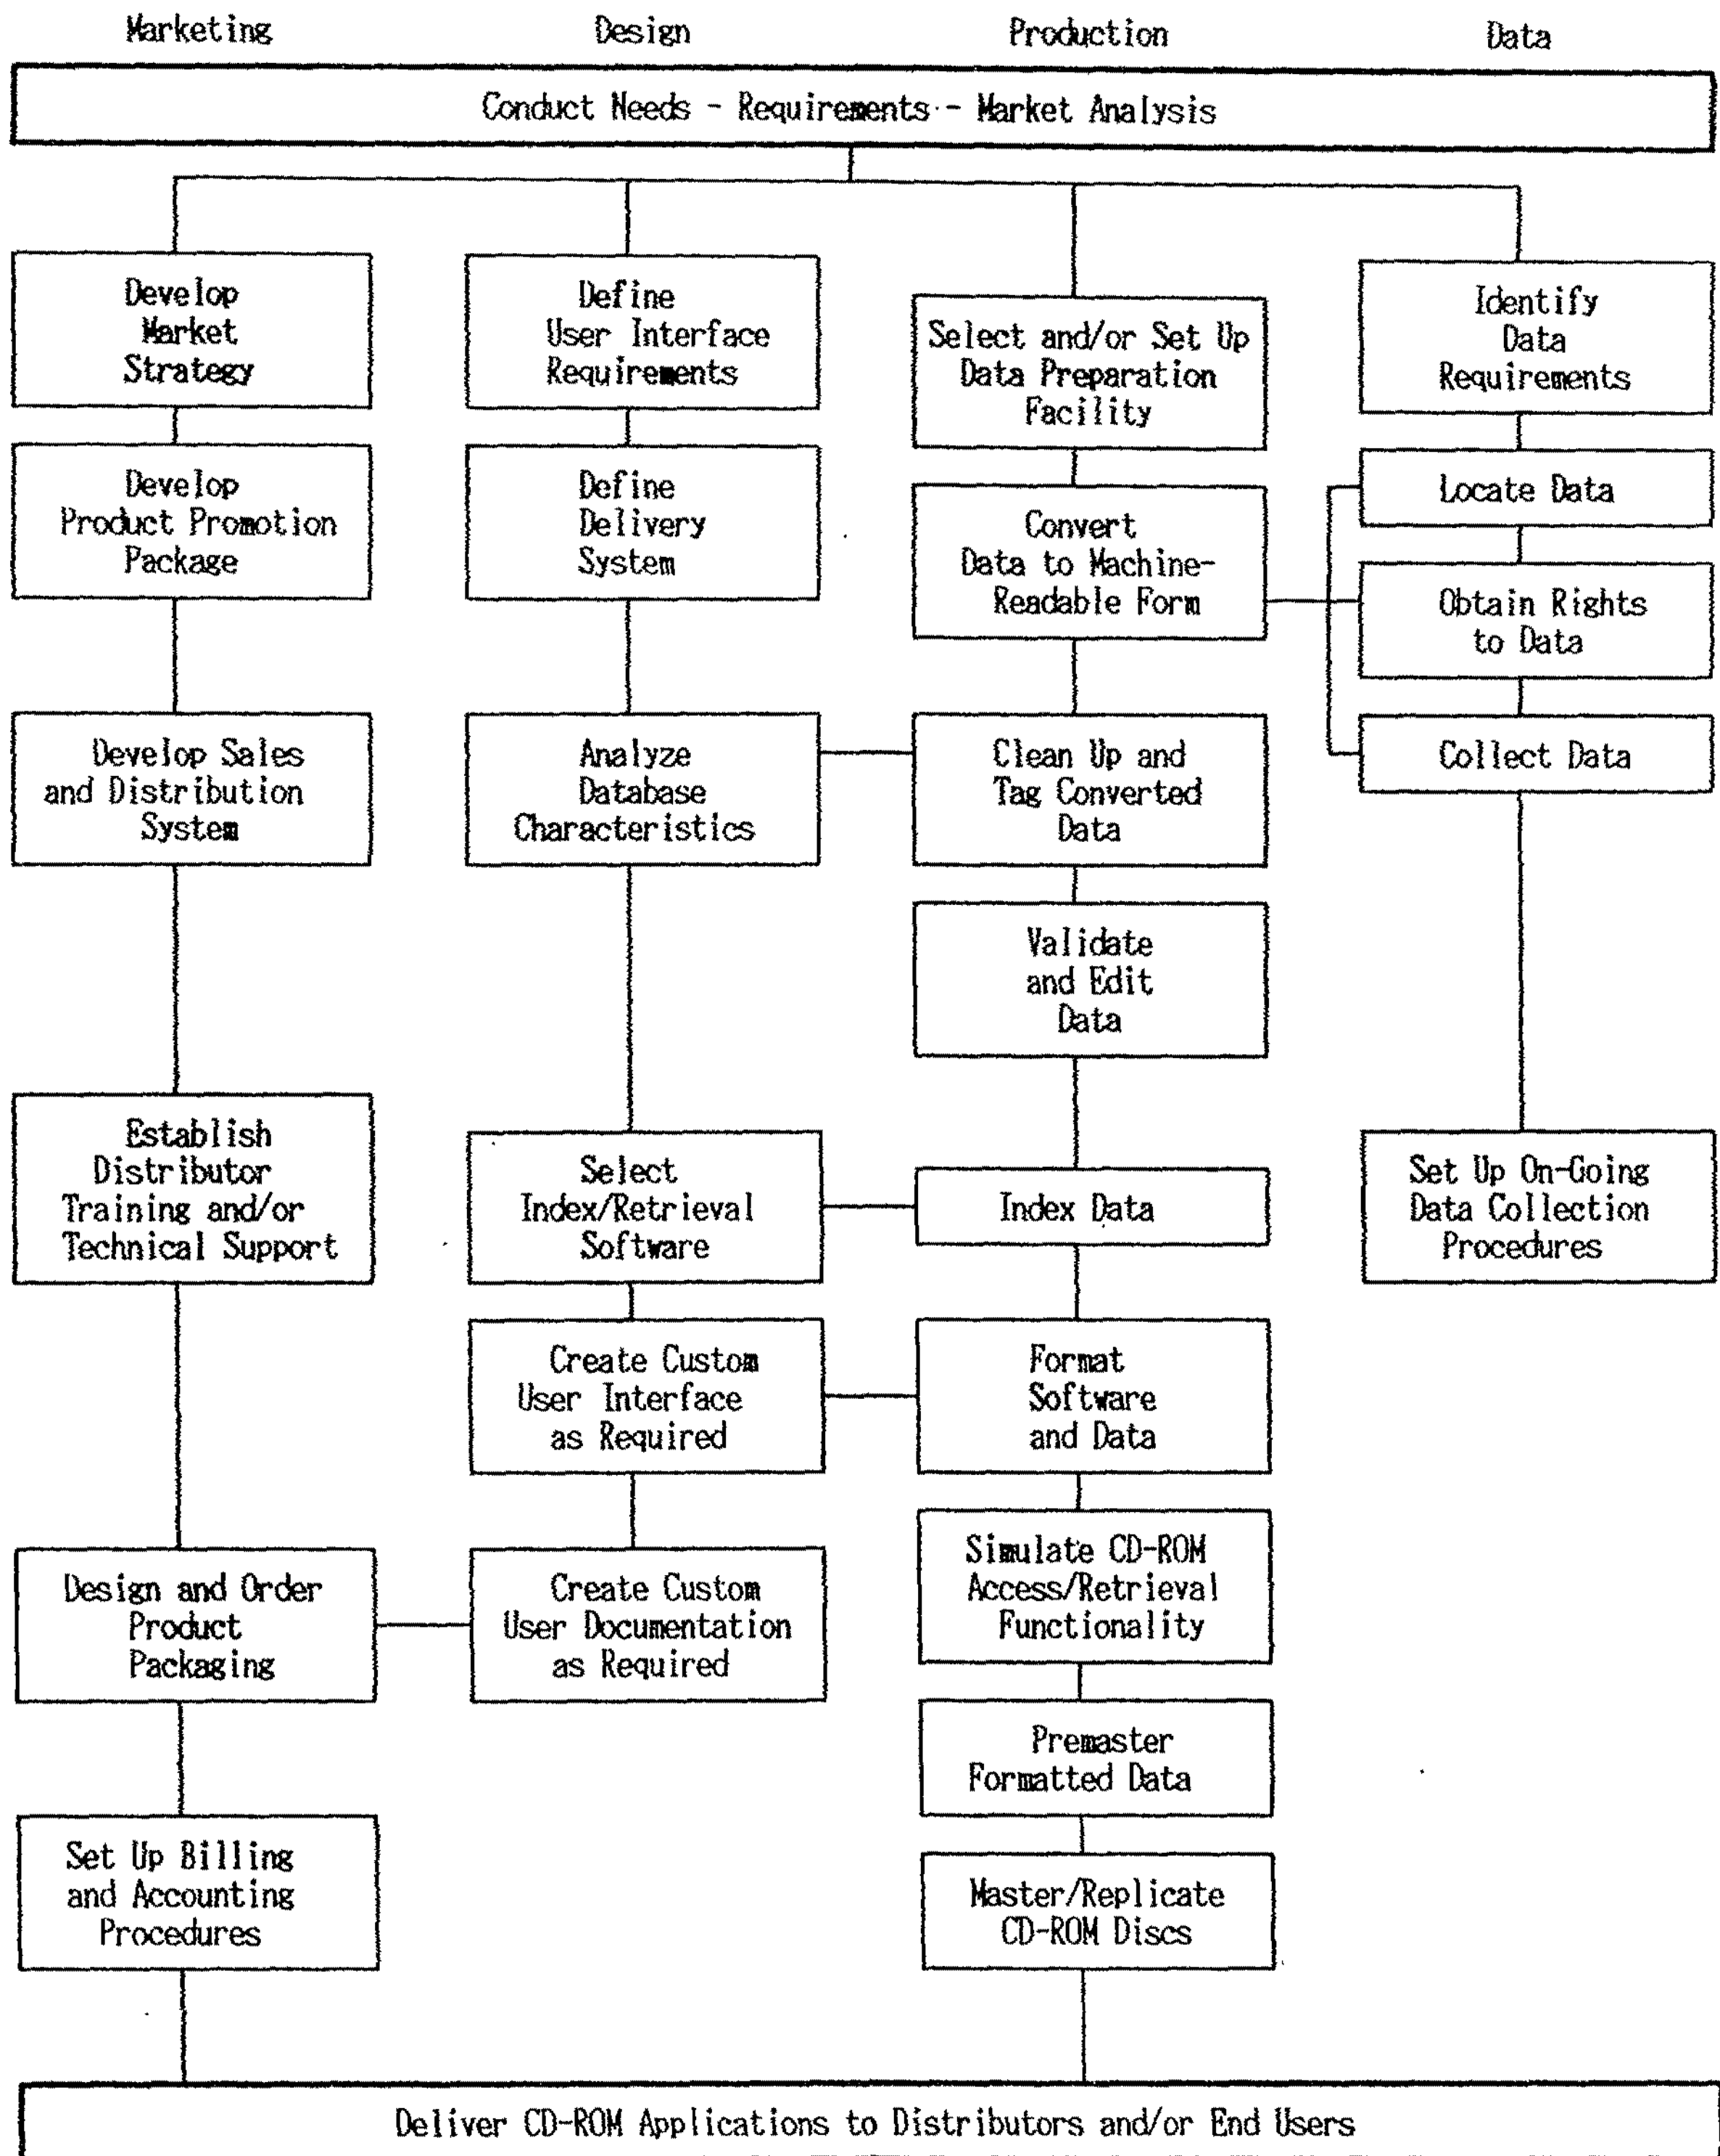 Marketing
Design
Production
Data
Conduct Needs - Requirements - Market Analysis
Develop
Market
Strategy
Develop
Product Promotion
Package
Develop Sales
and Distribution
System
Establish
Distributor
Training and/or
Technical Support
Design and Order
Product
Packaging
Set Up Billing
and Accounting
Procedures
Define
User Interface
Requirements
Define
Delivery
System
Analyze
Database
Characteristics
Select
Index/Retrieval
Software
Create Custom
User Interface
as Required
Create Custom
User Documentation
as Required
Select and/or Set Up
Data Preparation
Facility
Convert
Data to Machine-
Readable Form
Clean Up and
Tag Converted
Data
Validate
and Edit
Data
Index Data
Format
Software
and Data
Simulate CD-ROM
Access/Retrieval
Functionality
Premaster
Formatted Data
Master/Replicate
CD-ROM Discs
Identify
Data
Requirements
Locate Data
Obtain Rights
to Data
Collect Data
Set Up On-Going
Data Collection
Procedures
Deliver CD-ROM Applications to Distributors and/or End Users